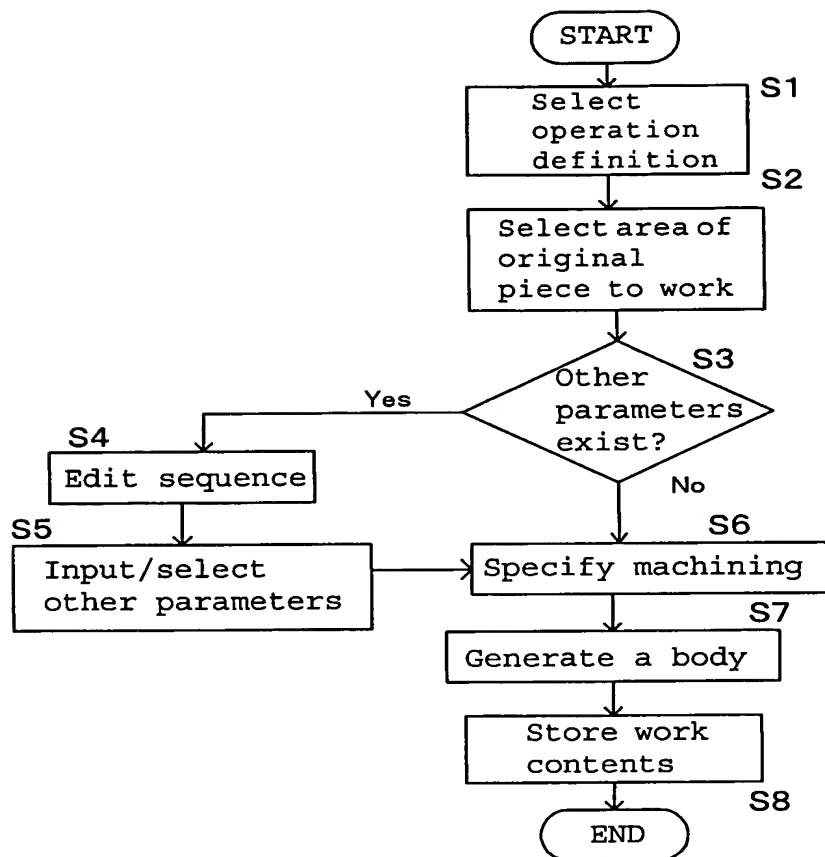 START
S1
Select
operation
definition
S2
Select area of
original
piece to work
S3
Other
parameters
exist?
Yes
No
S4
Edit sequence
S5
Input/select
other parameters
S6
Specify machining
S7
Generate a body
Store work
contents
S8
END